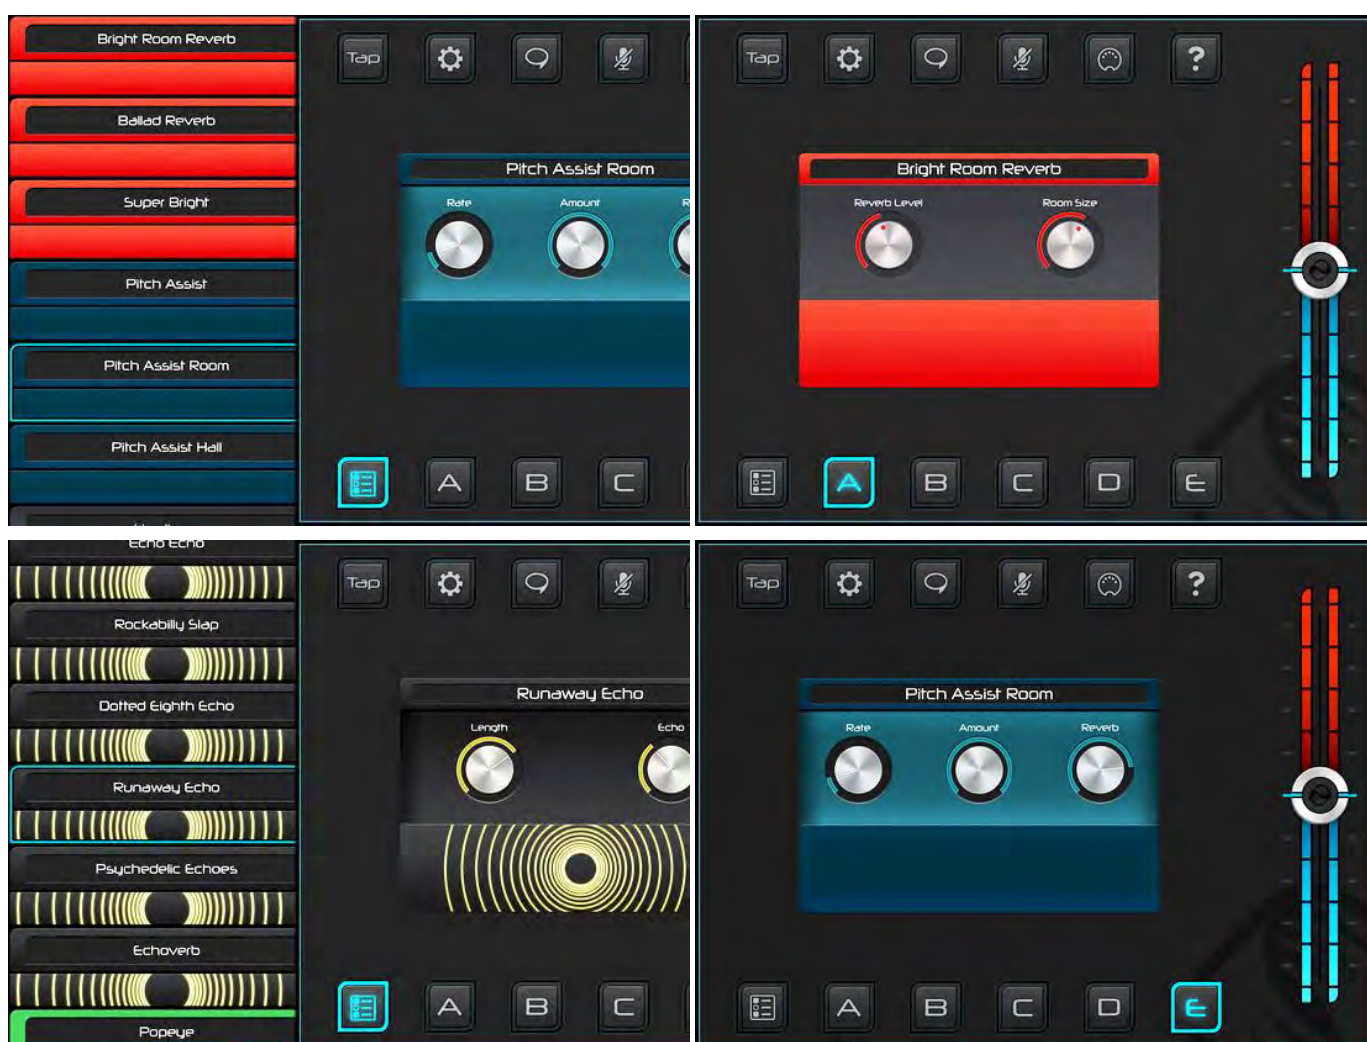 Bright Room Reverb
Ballad Reverb
Super Bright
Pitch Assist
Pitch Assist Room
Pitch Assist Hall
Tap
Pitch Assist Room
Rate
Amount
A
B
C
Tap
?
Bright Room Reverb
Reverb Level
Room Size
A
B
C
D
E
Echo Echo
Rockabilly Slap
Dotted Eighth Echo
Runaway Echo
Psychedelic Echoes
Echoverb
Popeye
Tap
Runaway Echo
Length
Echo
A
B
C
Tap
?
Pitch Assist Room
Rate
Amount
Reverb
A
B
C
D
E